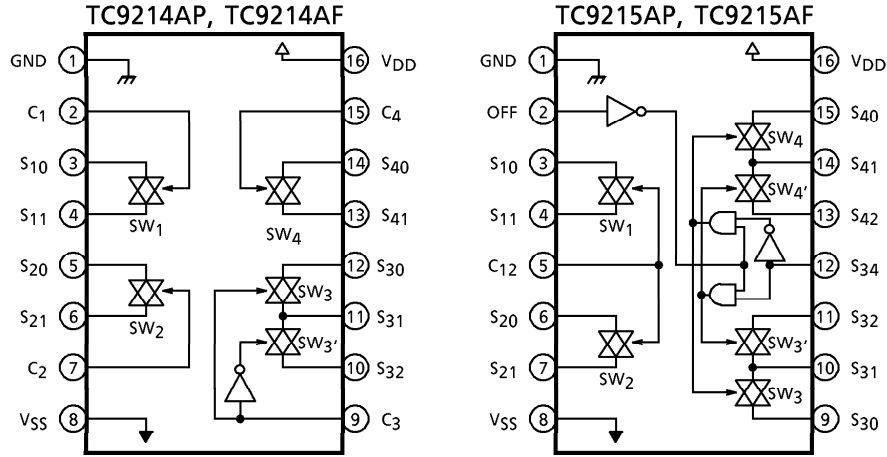 TC9214AP, TC9214AF
GND 1
C1 2
S10 3
S11 4
S20 5
S21 6
C2 7
VSS 8
16 VDD
15 C4
14 S40
13 S41
12 S30
11 S31
10 S32
9 C3
SW1
SW4
SW2
SW3
SW3'
TC9215AP, TC9215AF
GND 1
OFF 2
S10 3
S11 4
C12 5
S20 6
S21 7
VSS 8
16 VDD
15 S40
14 S41
13 S42
12 S34
11 S32
10 S31
9 S30
SW4
SW4'
SW1
SW3'
SW2
SW3